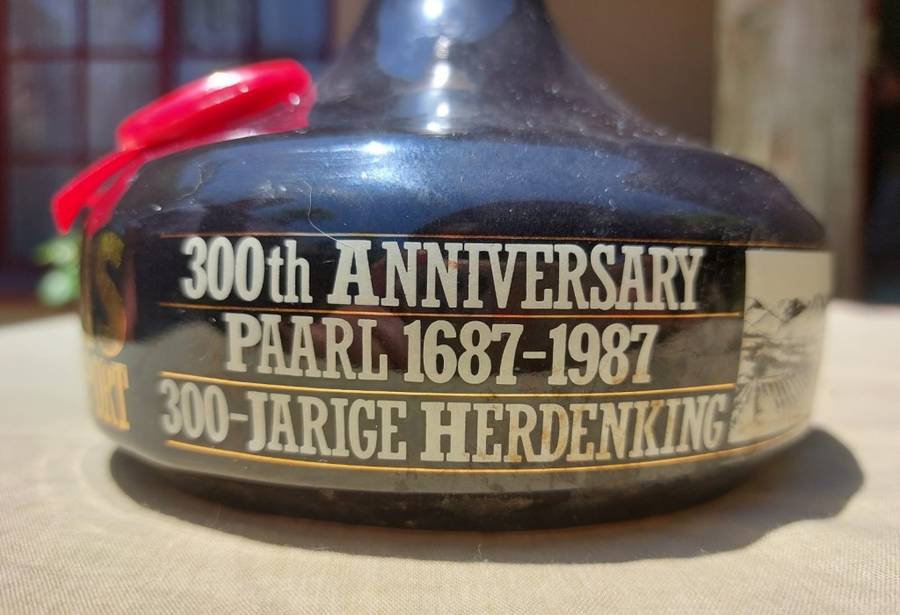 300th ANNIVERSARY
PAARL 1687-1987
300-JARIGE HERDENKING